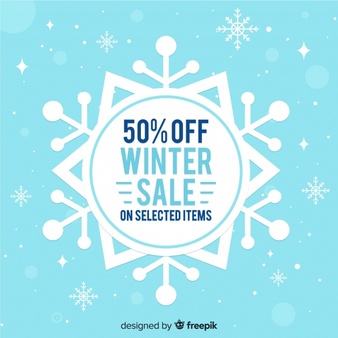 50% OFF
WINTER
SALE
ON SELECTED ITEMS
designed by freepik